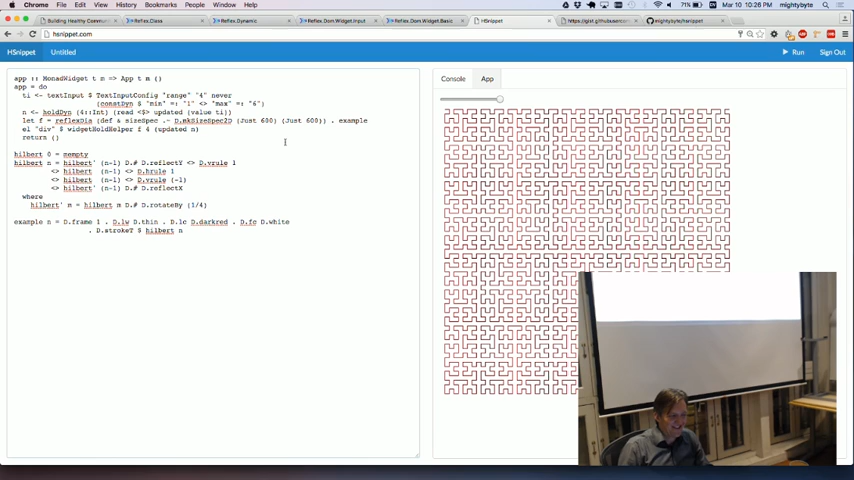 Chrome File Edit View History Bookmarks People Window Help
71% Mar 10 10:26 PM mightybyte
Building Healthy Commun
Reflex.Class
Reflex.Dynamic
Reflex.Dom.Widget.Input
Reflex.Dom.Widget.Basic
HSnippet
https://gist.githubuserconte
mightybyte/hsnippet
hsnippet.com
HSnippet Untitled Run Sign Out
Console App
app :: MonadWidget t m => App t m ()
app = do
ti <- textInput $ TextInputConfig "range" "4" never
(constDyn $ "min" =: "1" <> "max" =: "6")
n <- holdDyn (4::Int) (read <$> updated (value ti))
let f = reflexDia (def & sizeSpec .~ D.mkSizeSpec2D (Just 600) (Just 600)) . example
el "div" $ widgetHoldHelper f 4 (updated n)
return ()
hilbert 0 = mempty
hilbert n = hilbert' (n-1) D.# D.reflectY <> D.vrule 1
<> hilbert (n-1) <> D.hrule 1
<> hilbert (n-1) <> D.vrule (-1)
<> hilbert' (n-1) D.# D.reflectX
where
hilbert' m = hilbert m D.# D.rotateBy (1/4)
example n = D.frame 1 . D.lw D.thin . D.lc D.darkred . D.fc D.white
. D.strokeT $ hilbert n